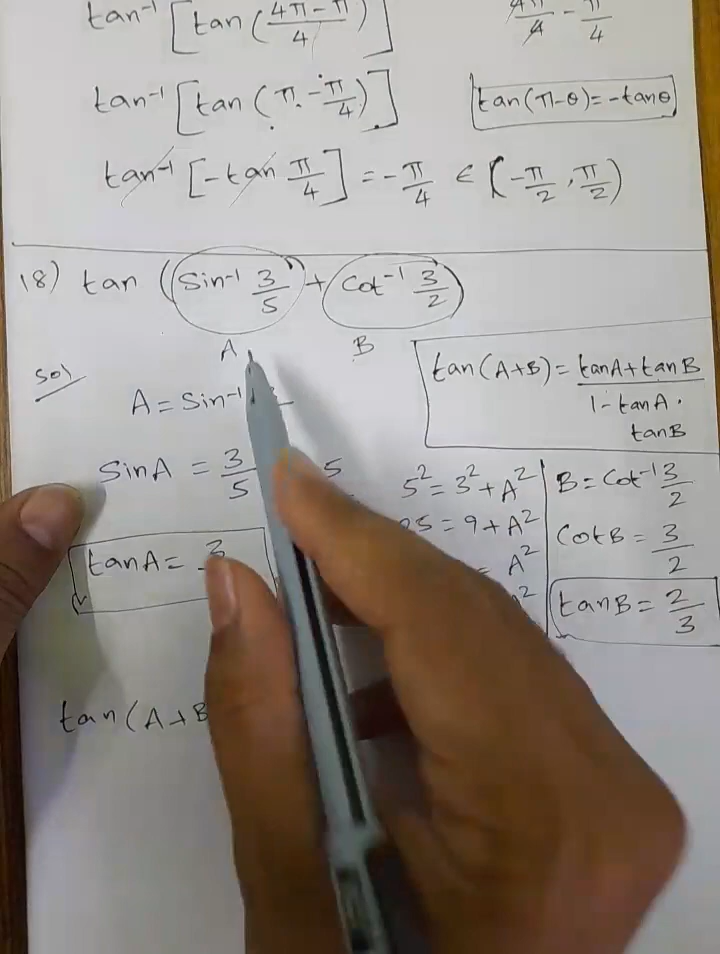 tan⁻¹ [tan (4π - π / 4)]
4π/4 - π/4
tan⁻¹ [tan (π - π/4)]
tan(π-θ) = -tanθ
tan⁻¹ [-tan π/4] = -π/4 ∈ (-π/2, π/2)
18) tan (Sin⁻¹ 3/5 + Cot⁻¹ 3/2)
A B
Sol
tan(A+B) = tanA + tanB / 1 - tanA . tanB
A = Sin⁻¹
SinA = 3/5
5
tanA = 3
5² = 3² + A²
= 9 + A²
= A²
B = Cot⁻¹ 3/2
CotB = 3/2
tanB = 2/3
tan(A+B